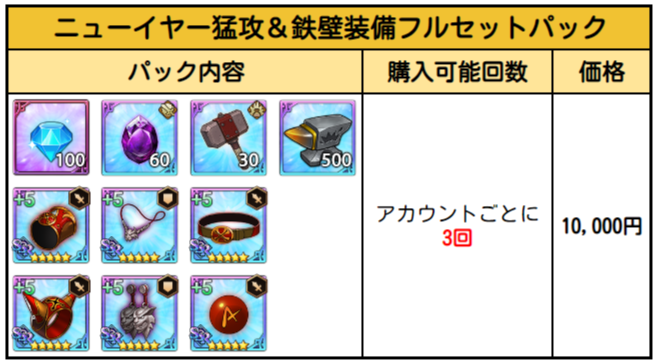 ニューイヤー猛攻＆鉄壁装備フルセットパック
パック内容
購入可能回数
価格
100
60
30
500
+5
+5
+5
アカウントごとに
3回
10,000円
+5
+5
+5